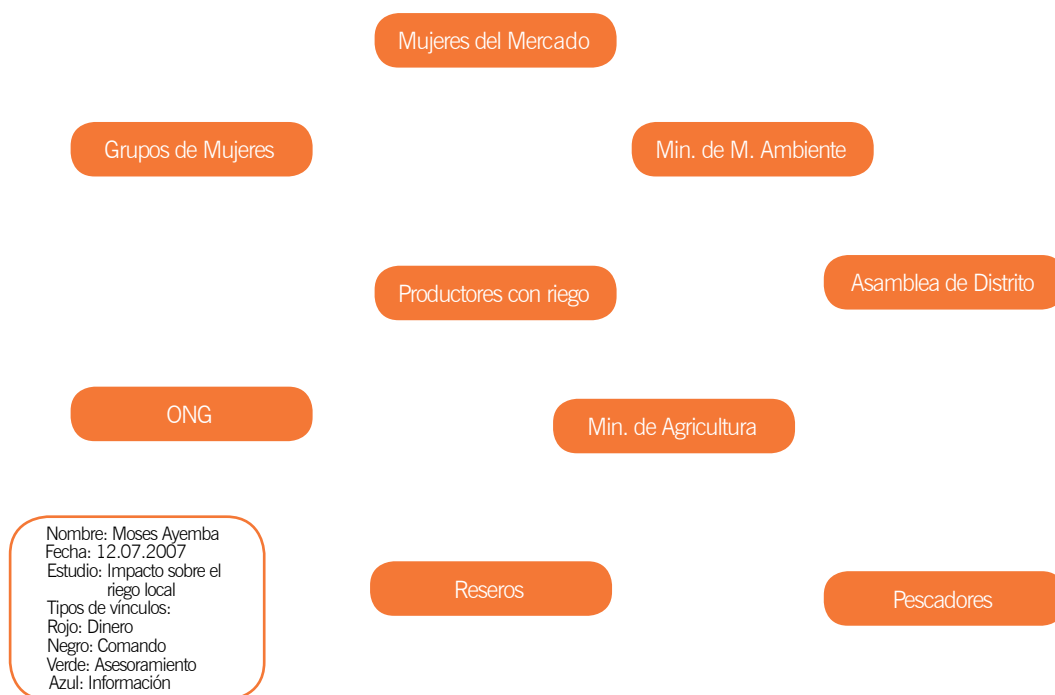 Mujeres del Mercado
Grupos de Mujeres
Min. de M. Ambiente
Productores con riego
Asamblea de Distrito
ONG
Min. de Agricultura
Nombre: Moses Ayemba
Fecha: 12.07.2007
Estudio: Impacto sobre el
riego local
Tipos de vínculos:
Rojo: Dinero
Negro: Comando
Verde: Asesoramiento
Azul: Información
Reseros
Pescadores